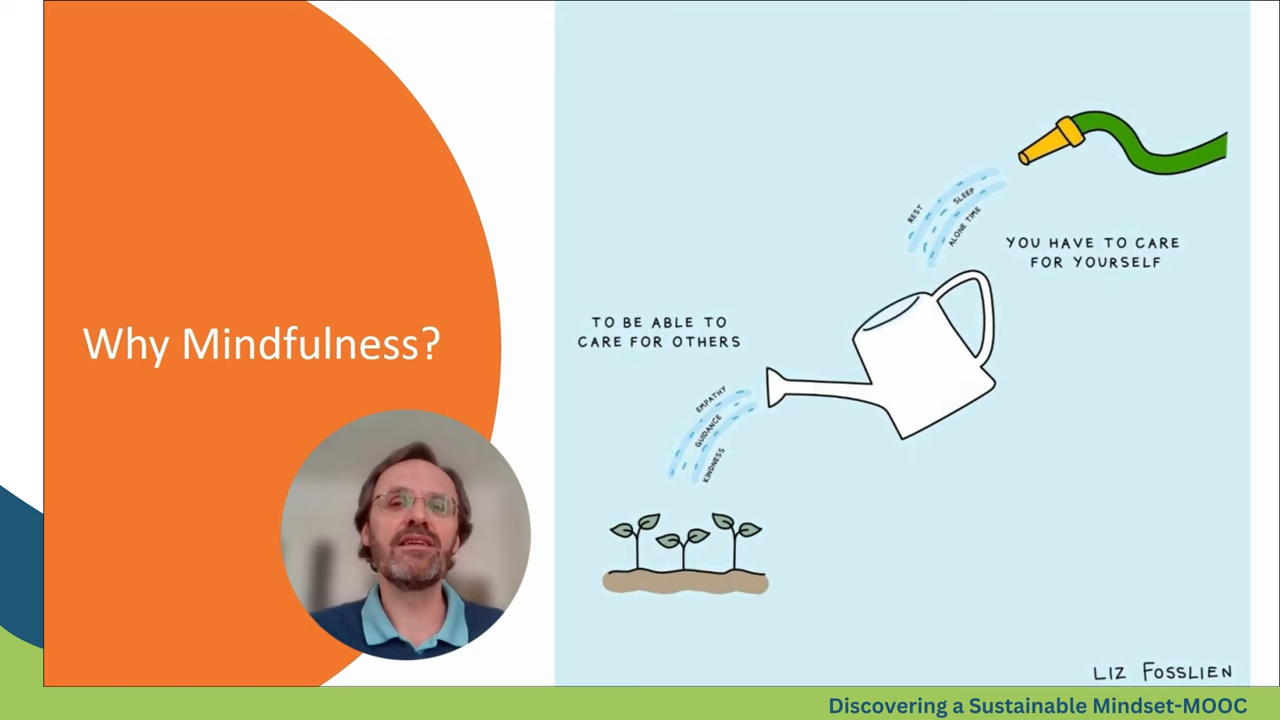 Why Mindfulness?
REST
SLEEP
ALONE TIME
YOU HAVE TO CARE
FOR YOURSELF
TO BE ABLE TO
CARE FOR OTHERS
EMPATHY
GUIDANCE
KINDNESS
LIZ FOSSLIEN
Discovering a Sustainable Mindset-MOOC